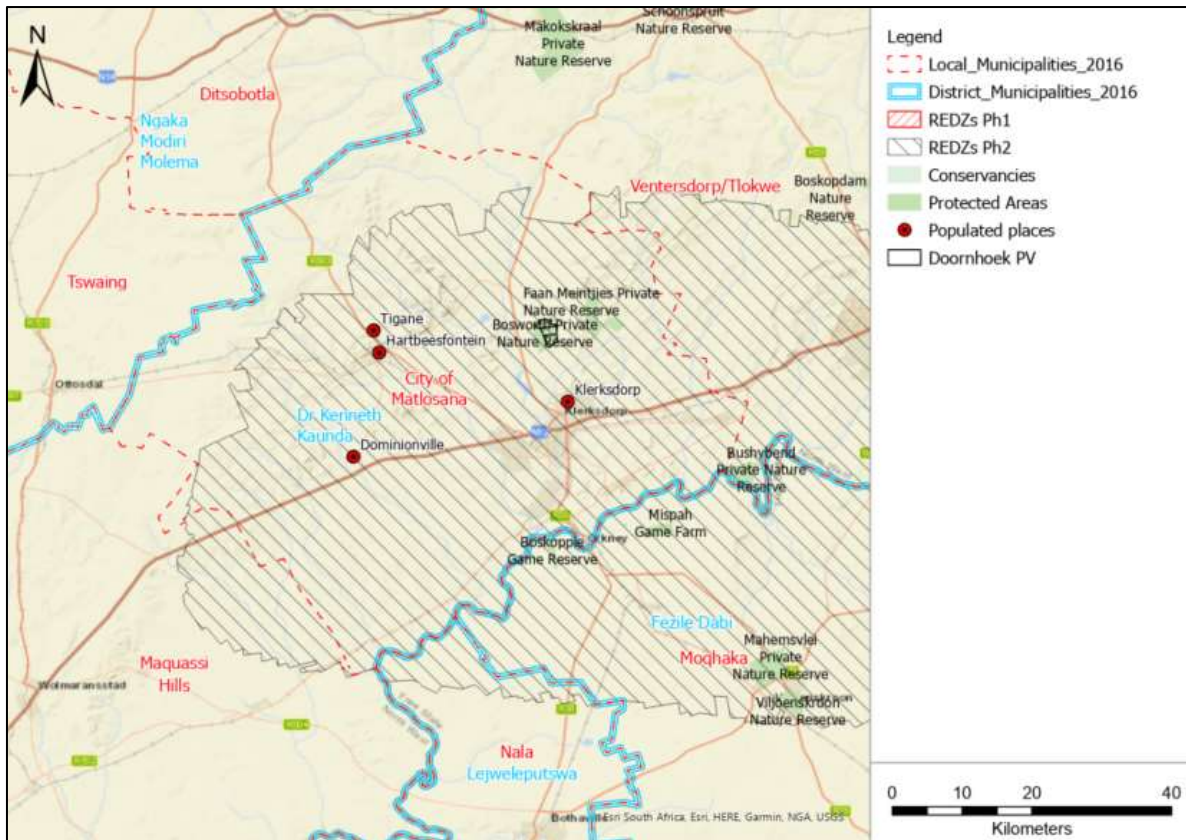 N
Makokskraal
Private
Nature Reserve
Schoonspruit
Nature Reserve
Ditsobotla
Ngaka
Modiri
Molema
Ventersdorp/Tlokwe
Boskopdam
Nature
Reserve
Tswaing
Faan Meintjies Private
Nature Reserve
Bosworth Private
Nature Reserve
Tigane
Hartbeesfontein
Ottosdal
City of
Matlosana
Klerksdorp
Klerksdorp
Dr Kenneth
Kaunda
Dominionville
Bushybend
Private Nature
Reserve
Mispah
Game Farm
Boskoppie
Game Reserve
Orkney
Fezile Dabi
Moqhaka
Mahemsvlei
Private
Nature Reserve
Viljoenskroon
Nature Reserve
Maquassi
Hills
Wolmaransstad
Nala
Lejweleputswa
Bothaville
Esri South Africa, Esri, HERE, Garmin, NGA, USGS
Legend
Local_Municipalities_2016
District_Municipalities_2016
REDZs Ph1
REDZs Ph2
Conservancies
Protected Areas
Populated places
Doornhoek PV
0 10 20 40
Kilometers